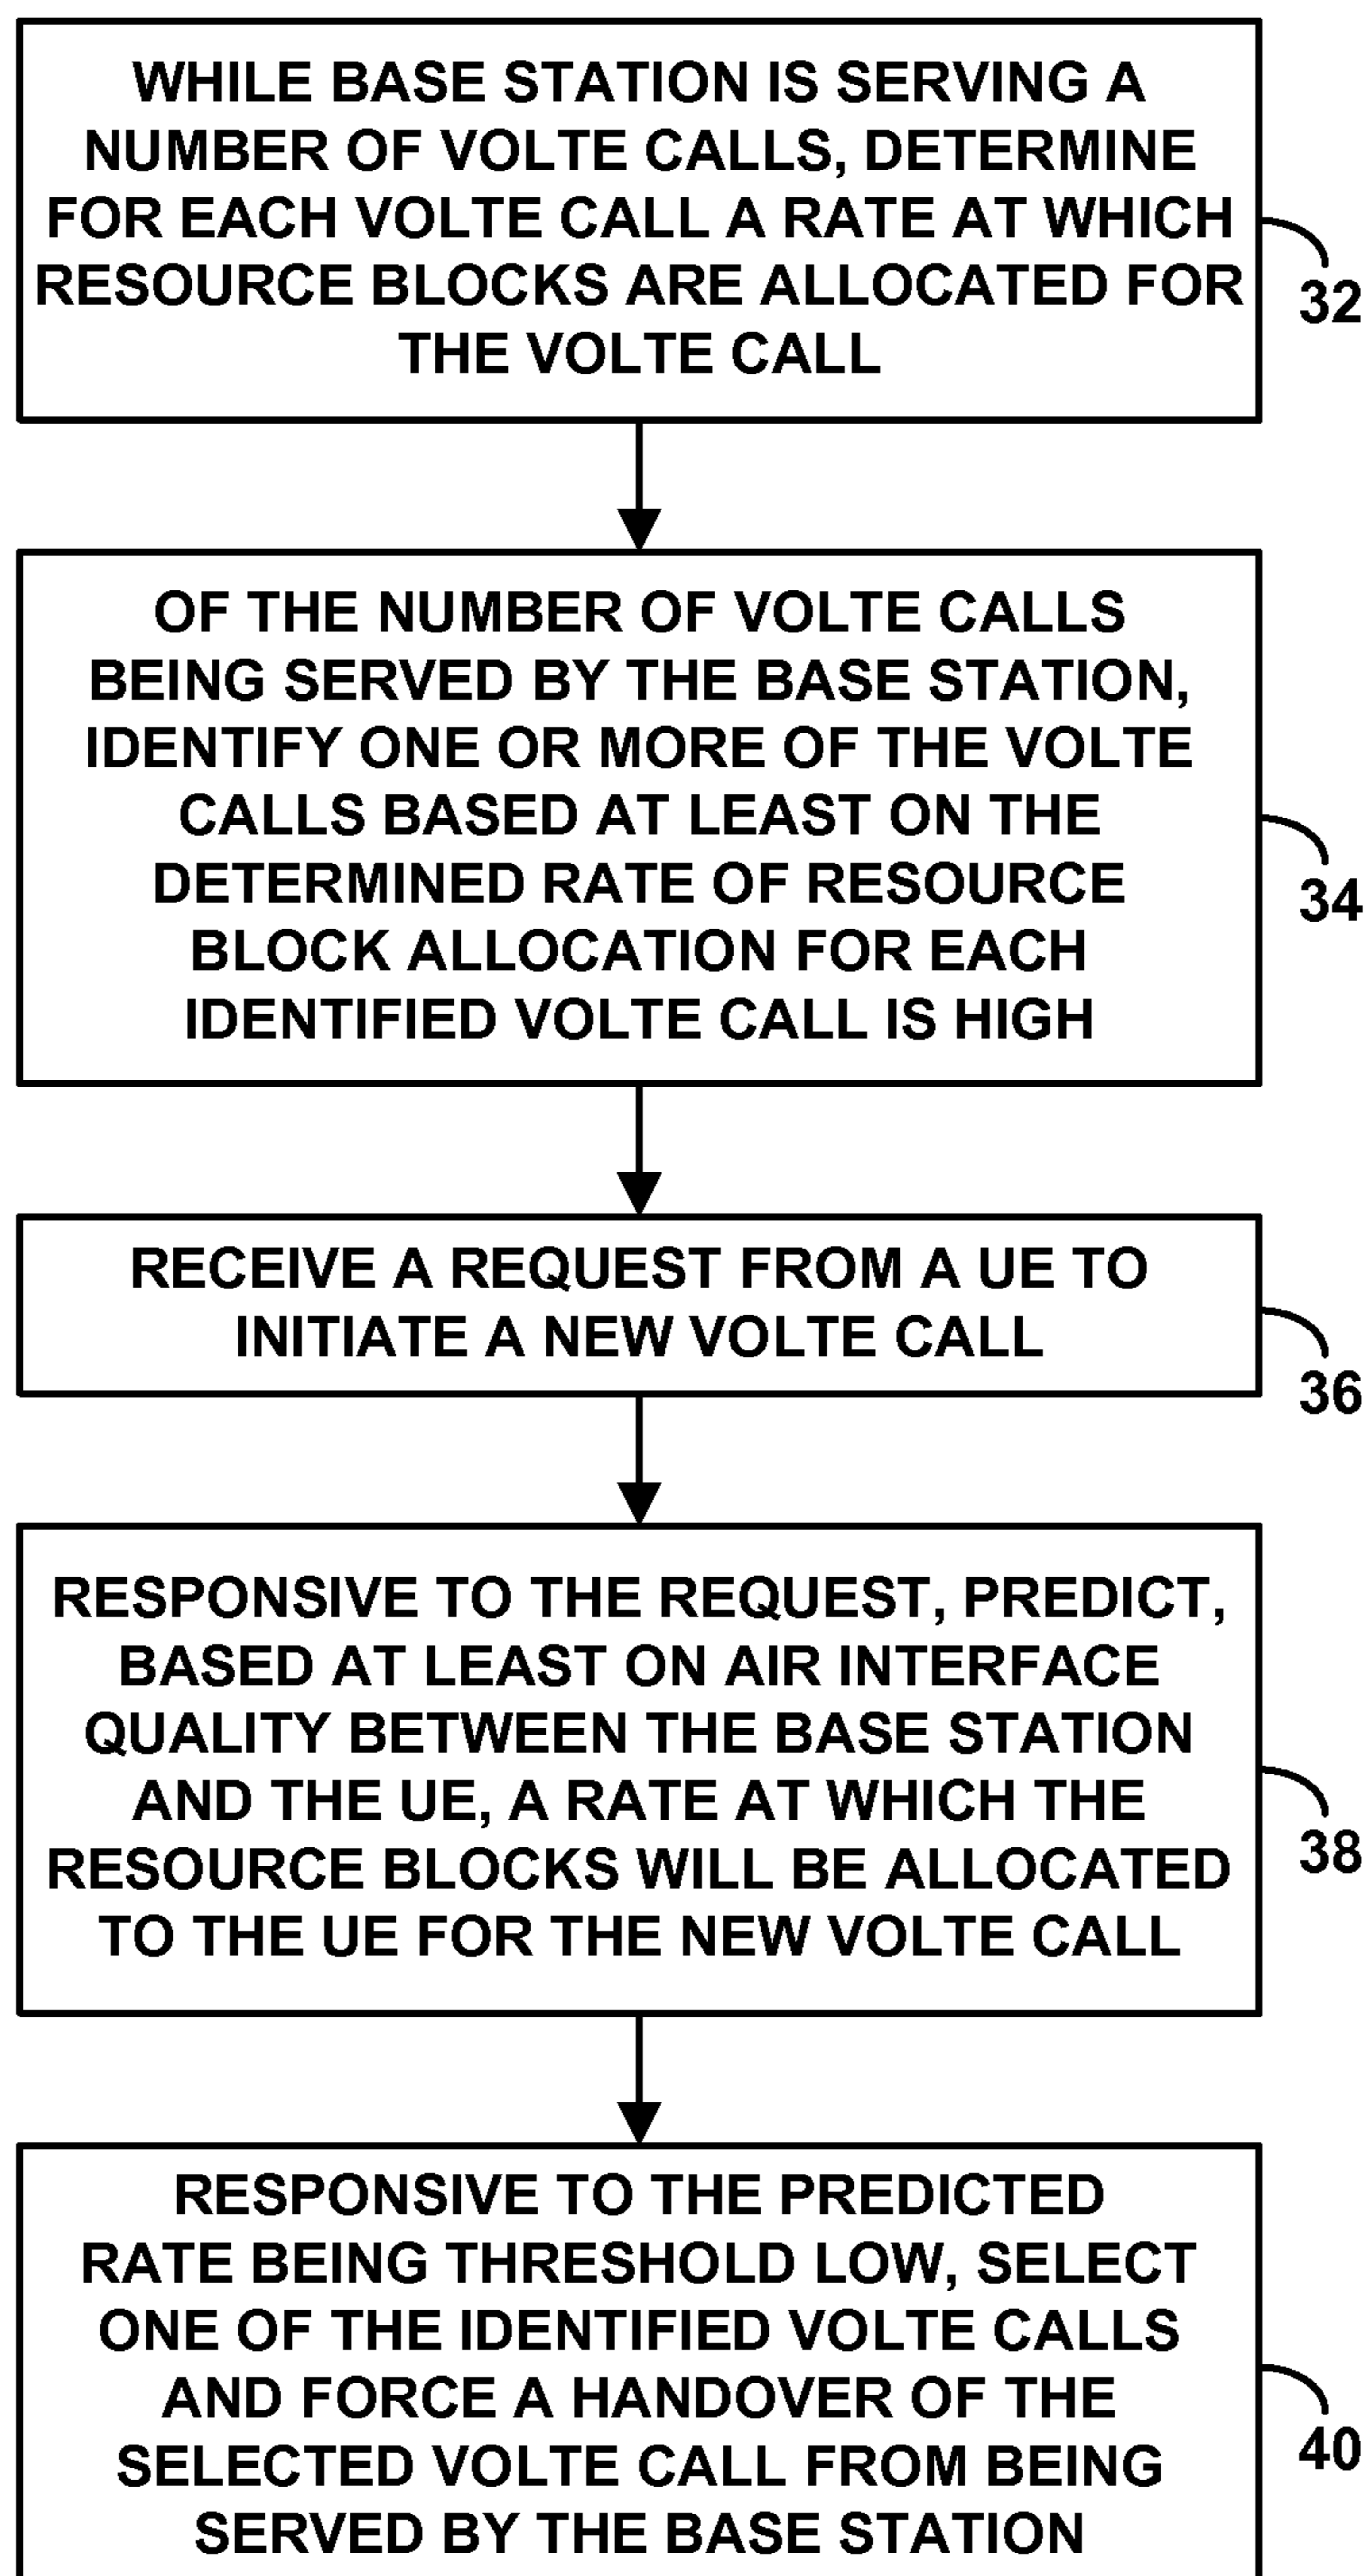 WHILE BASE STATION IS SERVING A
NUMBER OF VOLTE CALLS, DETERMINE
FOR EACH VOLTE CALL A RATE AT WHICH
RESOURCE BLOCKS ARE ALLOCATED FOR
THE VOLTE CALL
32
OF THE NUMBER OF VOLTE CALLS
BEING SERVED BY THE BASE STATION,
IDENTIFY ONE OR MORE OF THE VOLTE
CALLS BASED AT LEAST ON THE
DETERMINED RATE OF RESOURCE
BLOCK ALLOCATION FOR EACH
IDENTIFIED VOLTE CALL IS HIGH
34
RECEIVE A REQUEST FROM A UE TO
INITIATE A NEW VOLTE CALL
36
RESPONSIVE TO THE REQUEST, PREDICT,
BASED AT LEAST ON AIR INTERFACE
QUALITY BETWEEN THE BASE STATION
AND THE UE, A RATE AT WHICH THE
RESOURCE BLOCKS WILL BE ALLOCATED
TO THE UE FOR THE NEW VOLTE CALL
38
RESPONSIVE TO THE PREDICTED
RATE BEING THRESHOLD LOW, SELECT
ONE OF THE IDENTIFIED VOLTE CALLS
AND FORCE A HANDOVER OF THE
SELECTED VOLTE CALL FROM BEING
SERVED BY THE BASE STATION
40